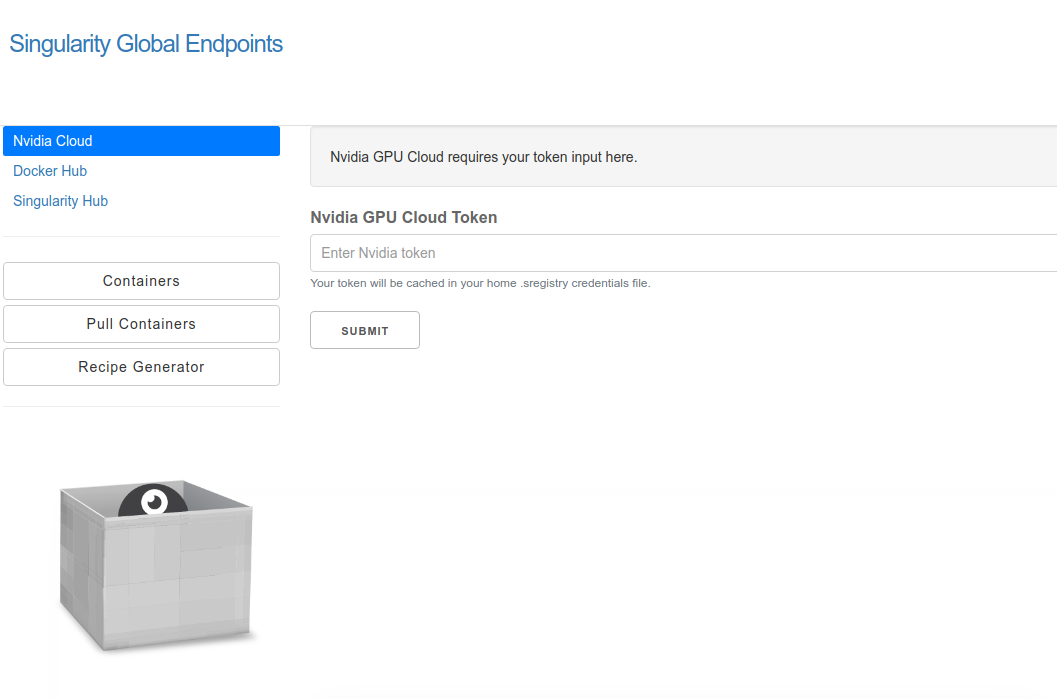 Singularity Global Endpoints
Nvidia Cloud
Docker Hub
Singularity Hub
Containers
Pull Containers
Recipe Generator
Nvidia GPU Cloud requires your token input here.
Nvidia GPU Cloud Token
Enter Nvidia token
Your token will be cached in your home .sregistry credentials file.
SUBMIT